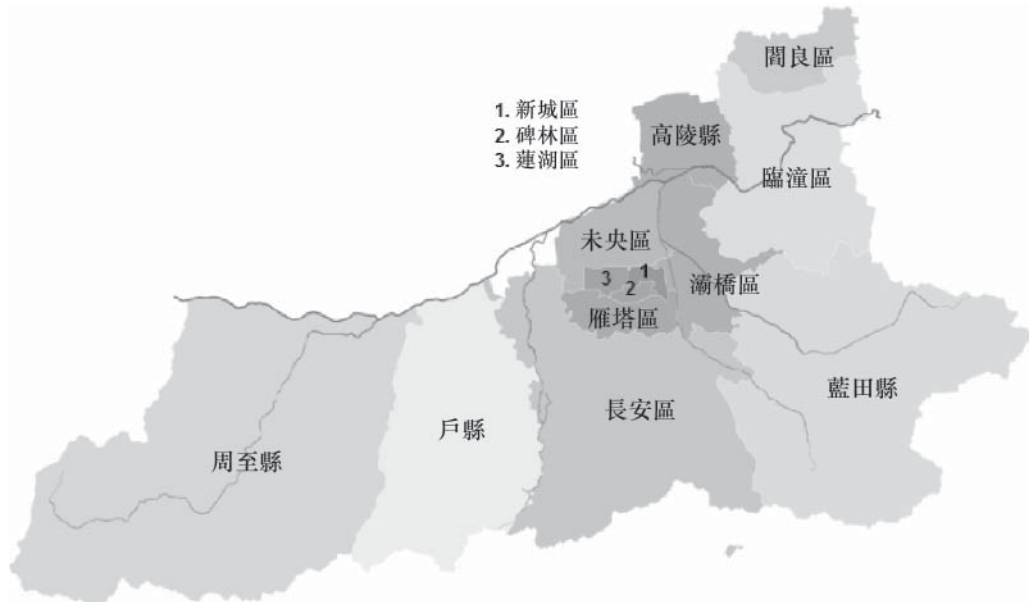 閻良區
1. 新城區
2. 碑林區
3. 蓮湖區
高陵縣
臨潼區
未央區
3
1
2
灞橋區
雁塔區
藍田縣
長安區
戶縣
周至縣